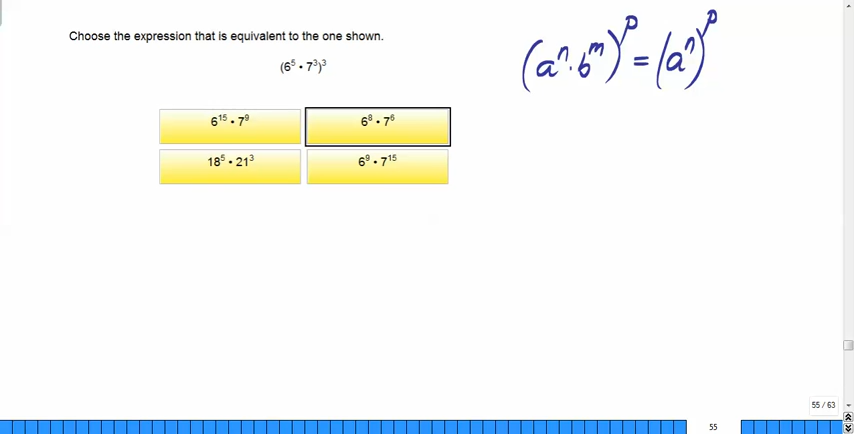 Choose the expression that is equivalent to the one shown.
(6⁵ • 7³)³
6¹⁵ • 7⁹
6⁸ • 7⁶
18⁵ • 21³
6⁹ • 7¹⁵
(aⁿ · bᵐ)ᵖ = (aⁿ)ᵖ
55 / 63
55